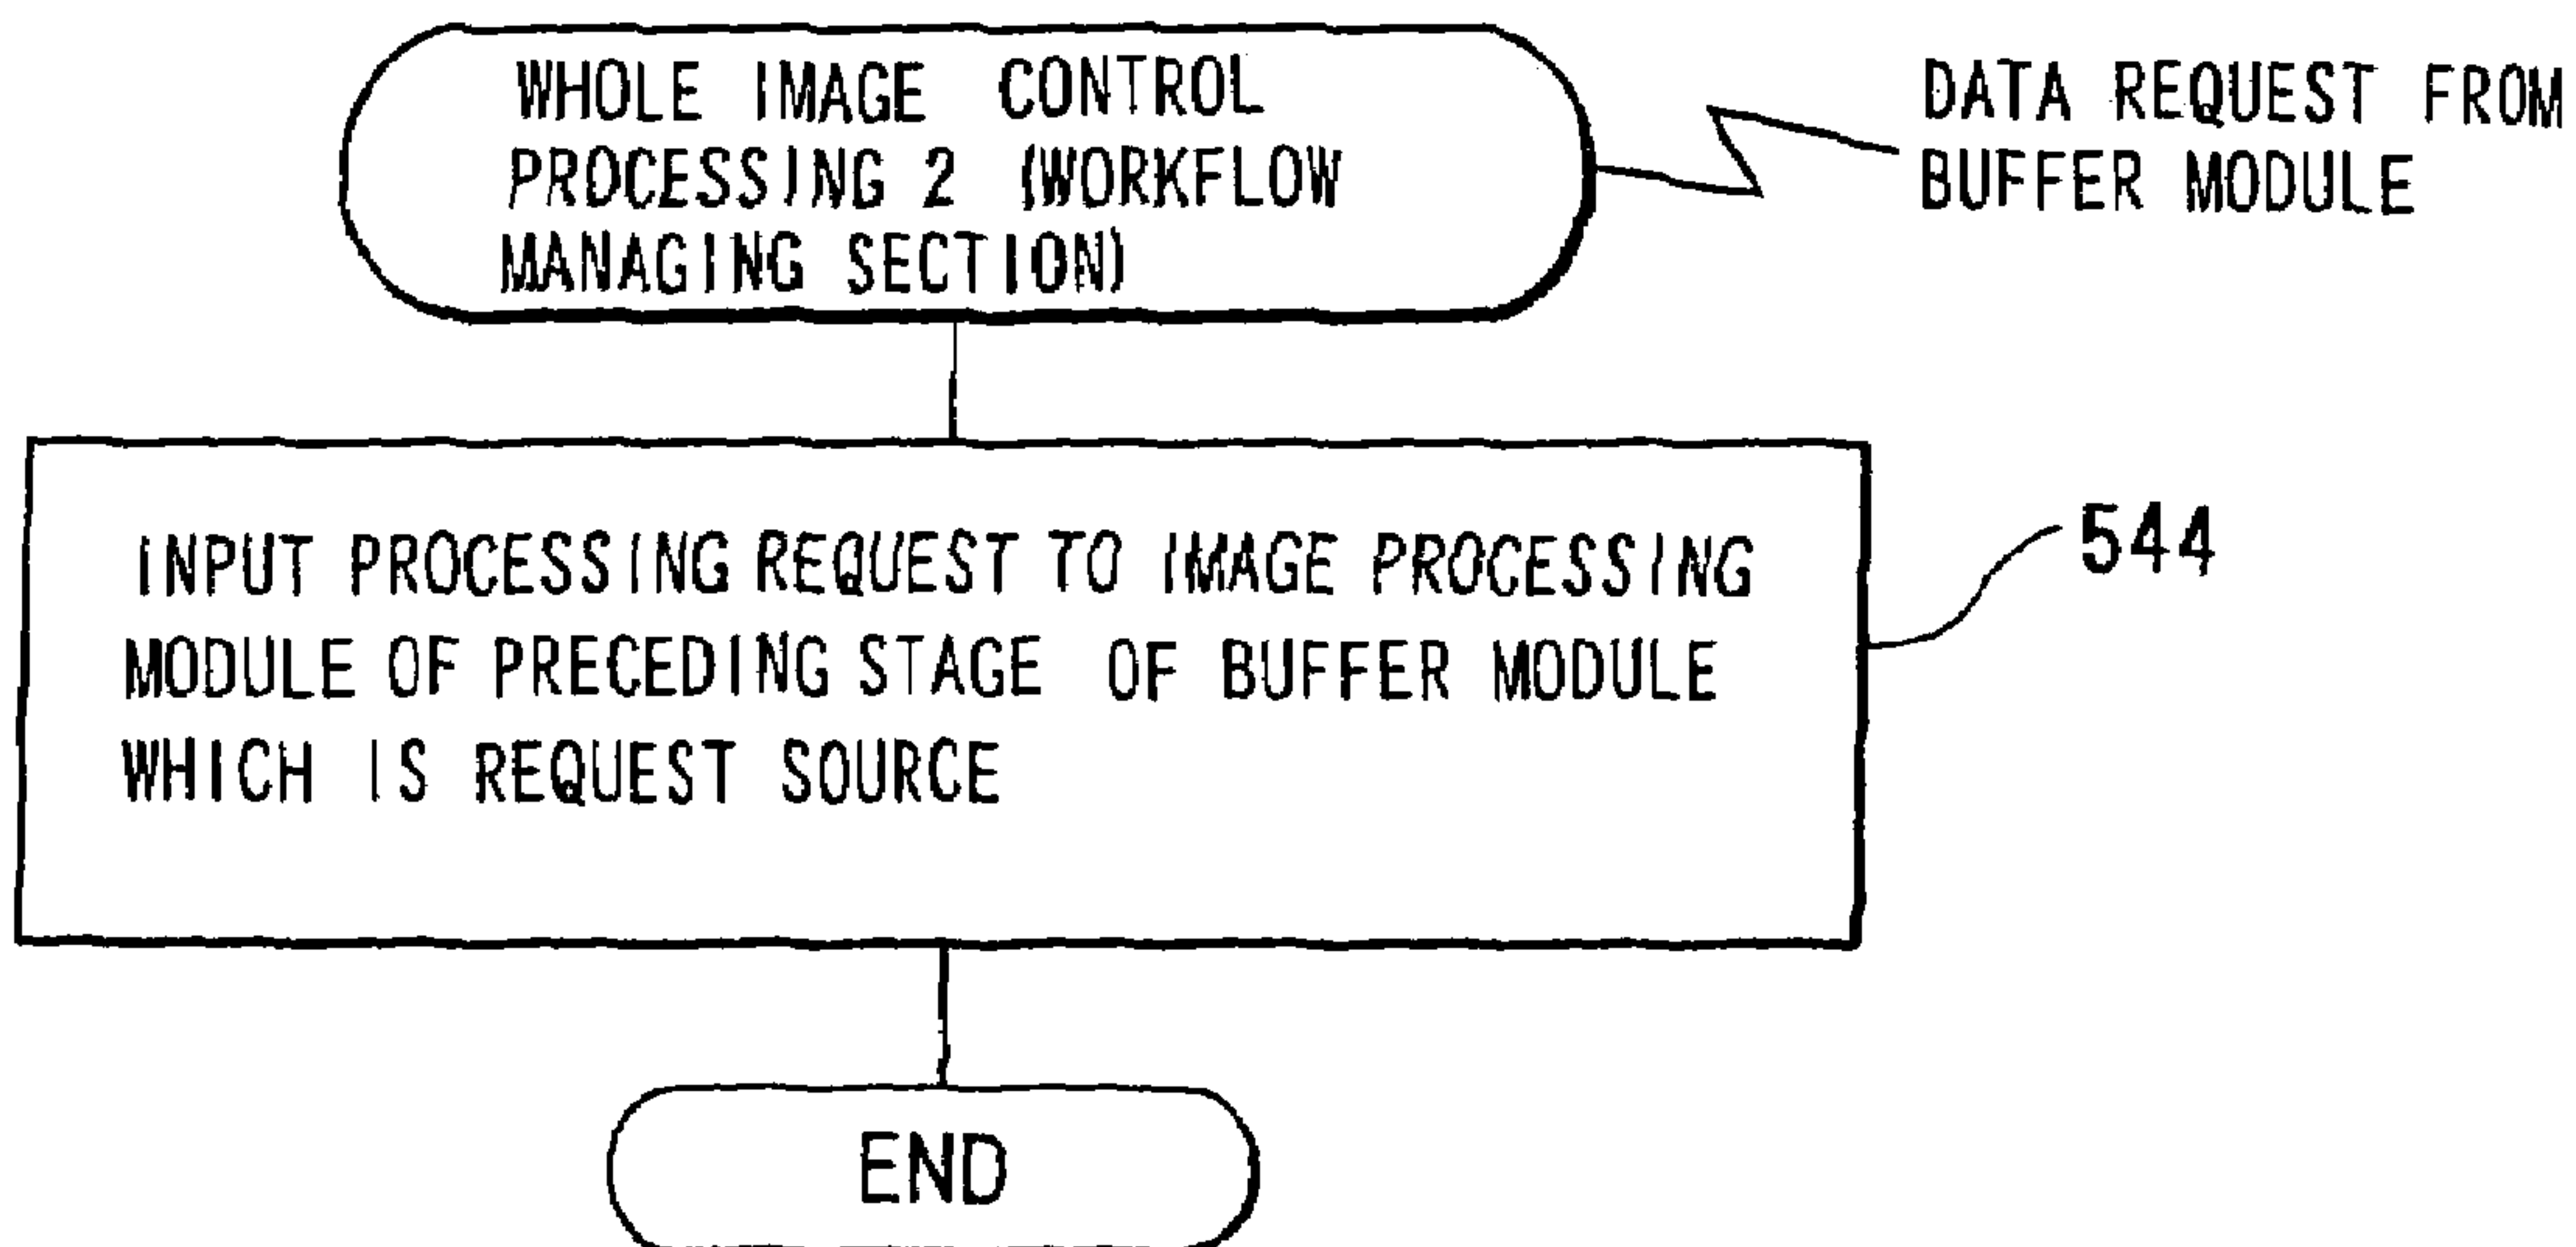 WHOLE IMAGE CONTROL
PROCESSING 2 (WORKFLOW
MANAGING SECTION)
DATA REQUEST FROM
BUFFER MODULE
INPUT PROCESSING REQUEST TO IMAGE PROCESSING
MODULE OF PRECEDING STAGE OF BUFFER MODULE
WHICH IS REQUEST SOURCE
544
END